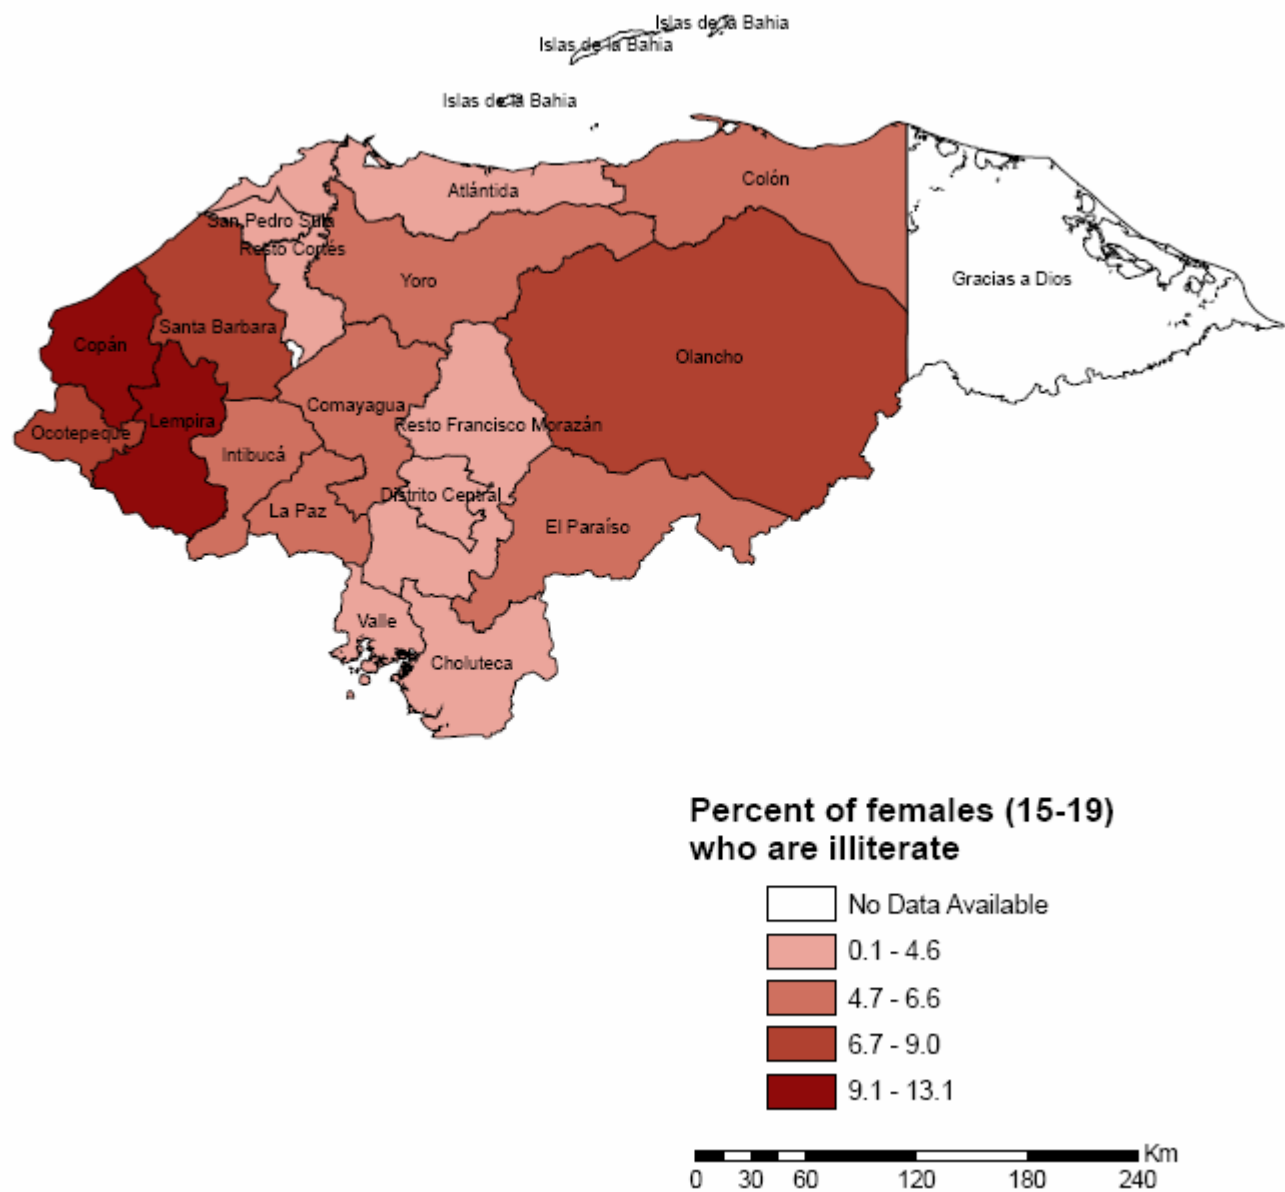 Islas de la Bahia
Islas de la Bahia
Islas de la Bahia
Atlántida
Colón
San Pedro Sula
Resto Cortés
Yoro
Gracias a Dios
Santa Barbara
Copán
Olancho
Comayagua
Lempira
Resto Francisco Morazán
Ocotepeque
Intibucá
Distrito Central
La Paz
El Paraíso
Valle
Choluteca
Percent of females (15-19)
who are illiterate
No Data Available
0.1 - 4.6
4.7 - 6.6
6.7 - 9.0
9.1 - 13.1
Km
0 30 60 120 180 240